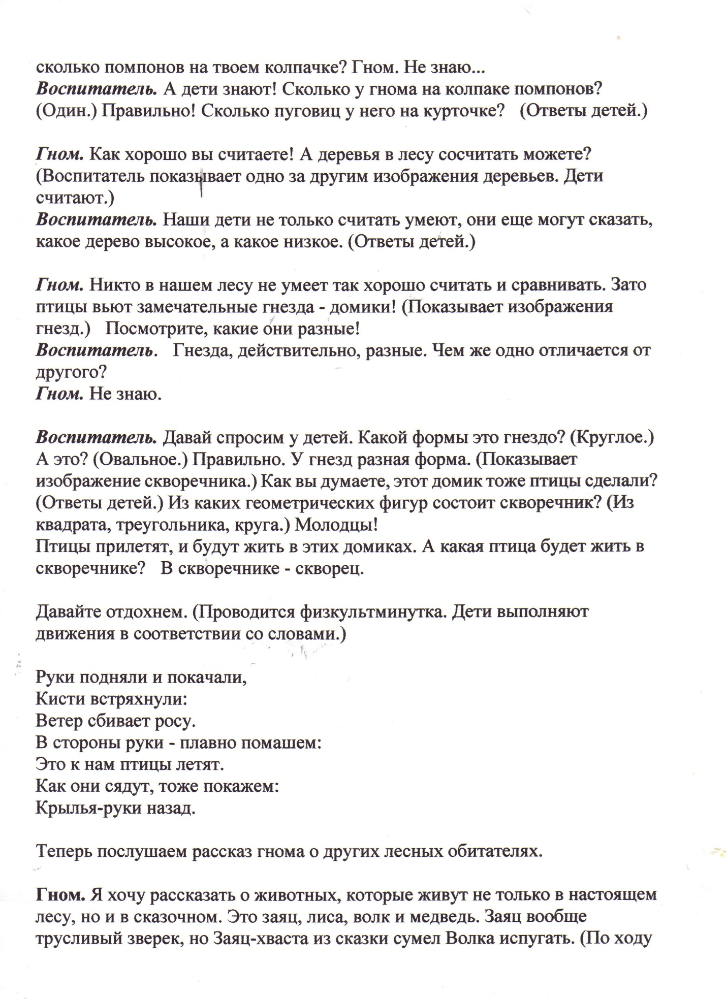 сколько помпонов на твоем колпачке? Гном. Не знаю...
Воспитатель. А дети знают! Сколько у гнома на колпаке помпонов?
(Один.) Правильно! Сколько пуговиц у него на курточке? (Ответы детей.)
Гном. Как хорошо вы считаете! А деревья в лесу сосчитать можете?
(Воспитатель показывает одно за другим изображения деревьев. Дети
считают.)
Воспитатель. Наши дети не только считать умеют, они еще могут сказать,
какое дерево высокое, а какое низкое. (Ответы детей.)
Гном. Никто в нашем лесу не умеет так хорошо считать и сравнивать. Зато
птицы вьют замечательные гнезда - домики! (Показывает изображения
гнезд.) Посмотрите, какие они разные!
Воспитатель. Гнезда, действительно, разные. Чем же одно отличается от
другого?
Гном. Не знаю.
Воспитатель. Давай спросим у детей. Какой формы это гнездо? (Круглое.)
А это? (Овальное.) Правильно. У гнезд разная форма. (Показывает
изображение скворечника.) Как вы думаете, этот домик тоже птицы сделали?
(Ответы детей.) Из каких геометрических фигур состоит скворечник? (Из
квадрата, треугольника, круга.) Молодцы!
Птицы прилетят, и будут жить в этих домиках. А какая птица будет жить в
скворечнике? В скворечнике - скворец.
Давайте отдохнем. (Проводится физкультминутка. Дети выполняют
движения в соответствии со словами.)
Руки подняли и покачали,
Кисти встряхнули:
Ветер сбивает росу.
В стороны руки - плавно помашем:
Это к нам птицы летят.
Как они сядут, тоже покажем:
Крылья-руки назад.
Теперь послушаем рассказ гнома о других лесных обитателях.
Гном. Я хочу рассказать о животных, которые живут не только в настоящем
лесу, но и в сказочном. Это заяц, лиса, волк и медведь. Заяц вообще
трусливый зверек, но Заяц-хваста из сказки сумел Волка испугать. (По ходу